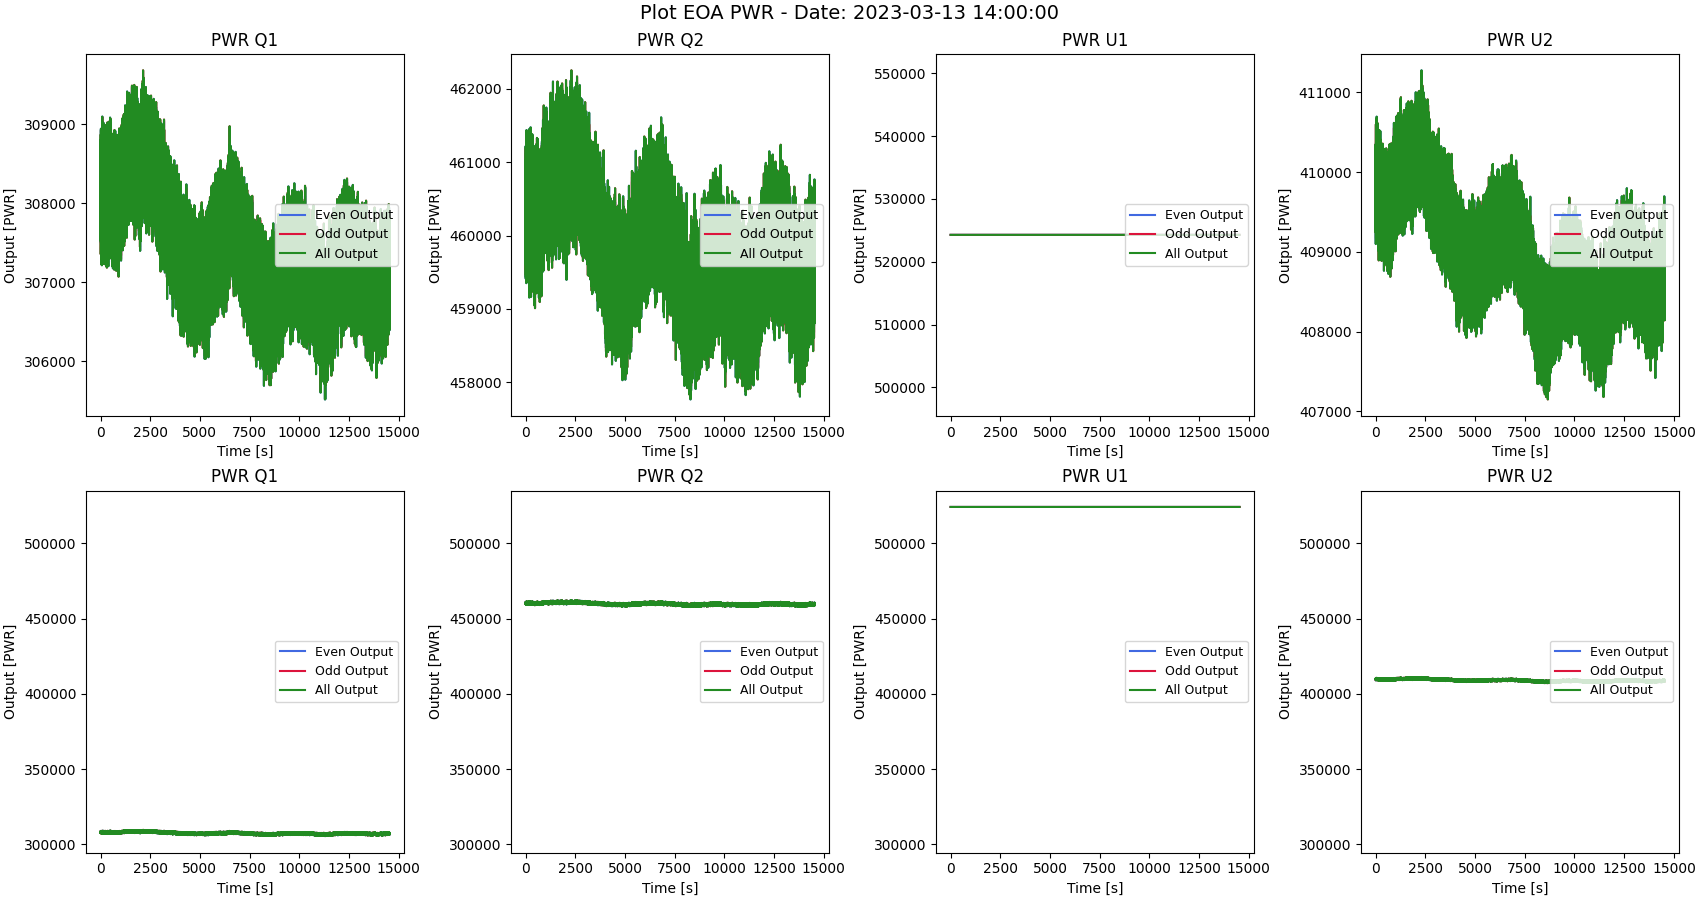 Plot EOA PWR - Date: 2023-03-13 14:00:00
PWR Q1
Output [PWR]
309000
308000
307000
306000
Even Output
Odd Output
All Output
0 2500 5000 7500 10000 12500 15000
Time [s]
PWR Q2
Output [PWR]
462000
461000
460000
459000
458000
Even Output
Odd Output
All Output
0 2500 5000 7500 10000 12500 15000
Time [s]
PWR U1
Output [PWR]
550000
540000
530000
520000
510000
500000
Even Output
Odd Output
All Output
0 2500 5000 7500 10000 12500 15000
Time [s]
PWR U2
Output [PWR]
411000
410000
409000
408000
407000
Even Output
Odd Output
All Output
0 2500 5000 7500 10000 12500 15000
Time [s]
PWR Q1
Output [PWR]
500000
450000
400000
350000
300000
Even Output
Odd Output
All Output
0 2500 5000 7500 10000 12500 15000
Time [s]
PWR Q2
Output [PWR]
500000
450000
400000
350000
300000
Even Output
Odd Output
All Output
0 2500 5000 7500 10000 12500 15000
Time [s]
PWR U1
Output [PWR]
500000
450000
400000
350000
300000
Even Output
Odd Output
All Output
0 2500 5000 7500 10000 12500 15000
Time [s]
PWR U2
Output [PWR]
500000
450000
400000
350000
300000
Even Output
Odd Output
All Output
0 2500 5000 7500 10000 12500 15000
Time [s]